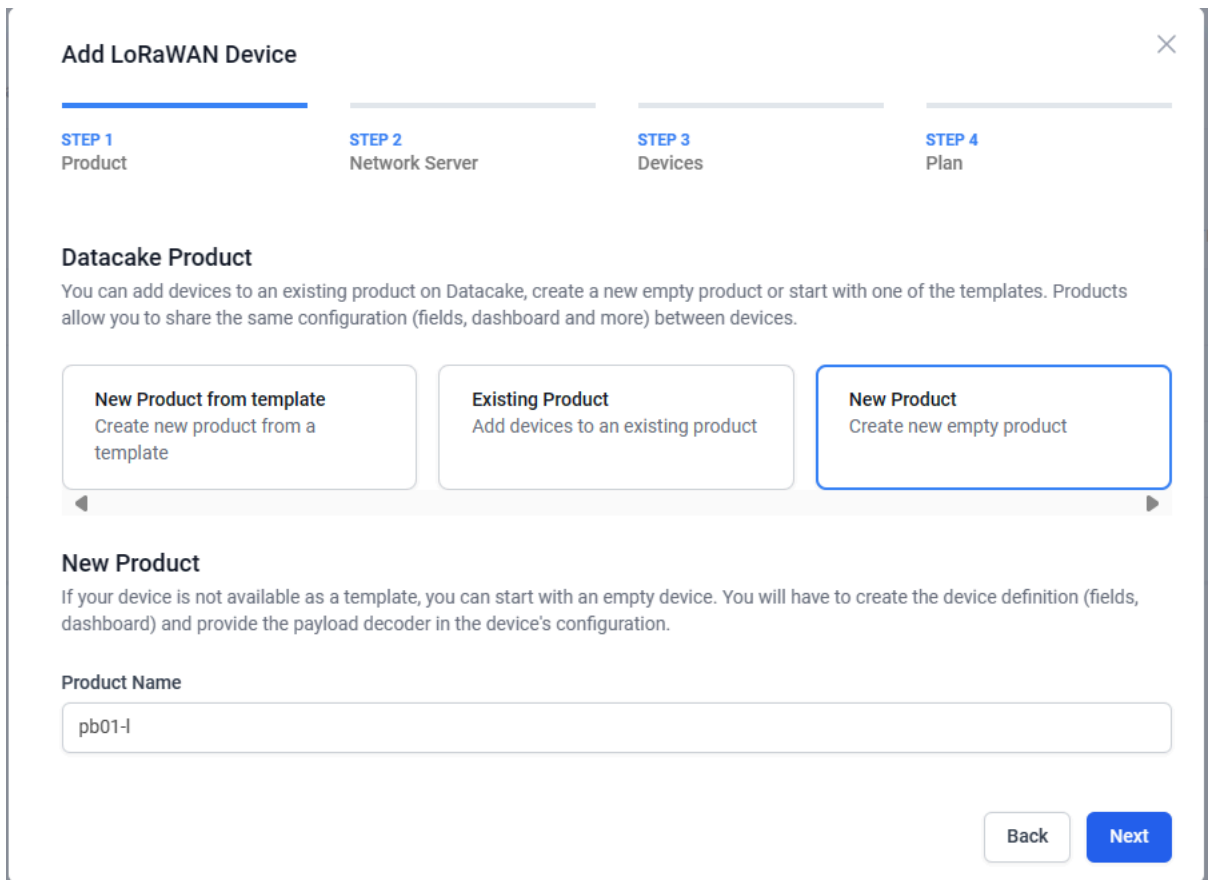 Add LoRaWAN Device
STEP 1
Product
STEP 2
Network Server
STEP 3
Devices
STEP 4
Plan
Datacake Product
You can add devices to an existing product on Datacake, create a new empty product or start with one of the templates. Products
allow you to share the same configuration (fields, dashboard and more) between devices.
New Product from template
Create new product from a
template
Existing Product
Add devices to an existing product
New Product
Create new empty product
New Product
If your device is not available as a template, you can start with an empty device. You will have to create the device definition (fields,
dashboard) and provide the payload decoder in the device's configuration.
Product Name
pb01-l
Back
Next